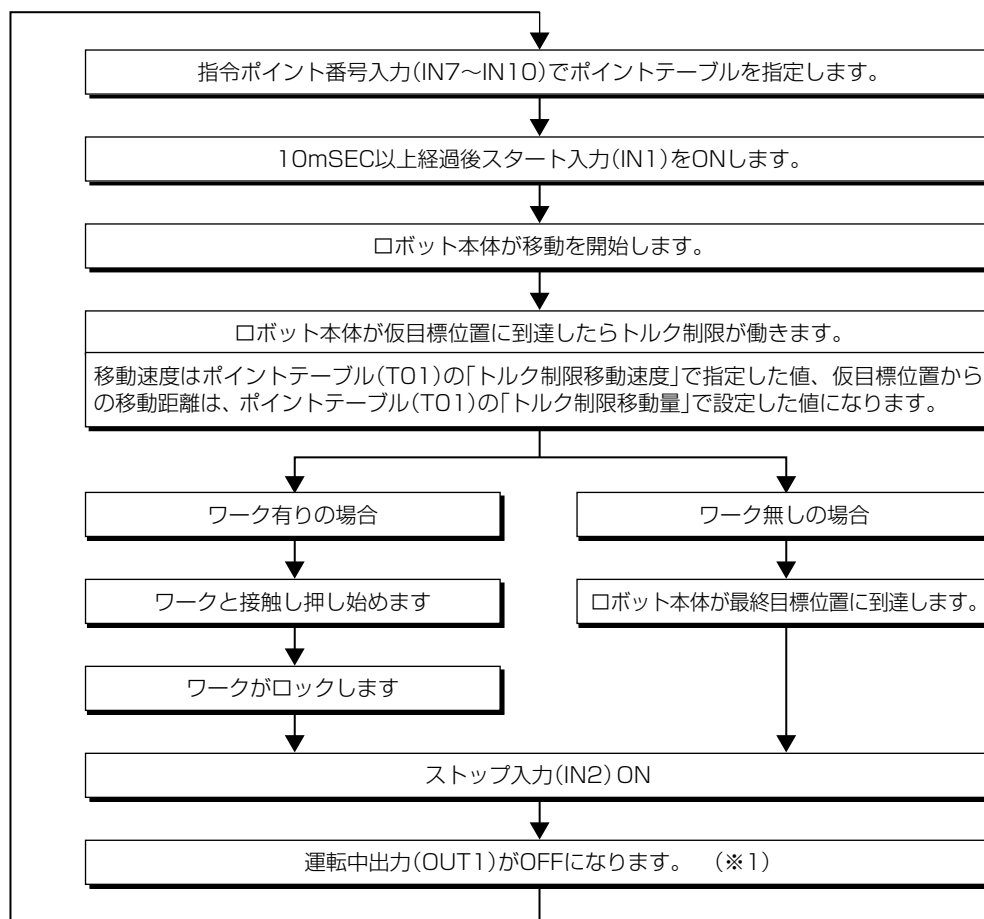 指令ポイント番号入力(IN7〜IN10)でポイントテーブルを指定します。
10mSEC以上経過後スタート入力(IN1)をONします。
ロボット本体が移動を開始します。
ロボット本体が仮目標位置に到達したらトルク制限が働きます。
移動速度はポイントテーブル(T01)の「トルク制限移動速度」で指定した値、仮目標位置から
の移動距離は、ポイントテーブル(T01)の「トルク制限移動量」で設定した値になります。
ワーク有りの場合
ワーク無しの場合
ワークと接触し押し始めます
ロボット本体が最終目標位置に到達します。
ワークがロックします
ストップ入力(IN2) ON
運転中出力(OUT1)がOFFになります。 (※1)